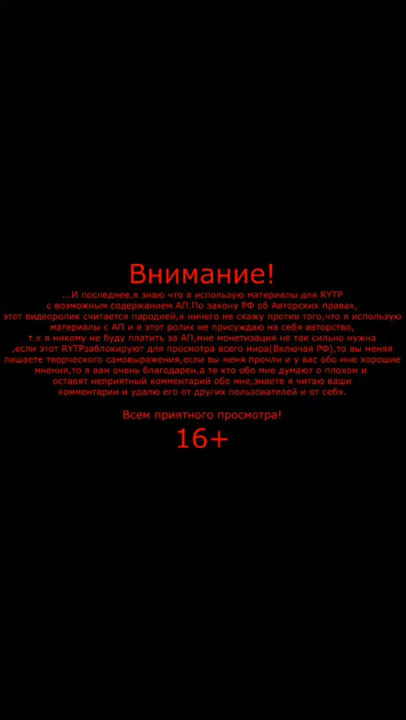 Внимание!
...И последнее,я знаю что я использую материалы для RYTP
с возможным содержанием АП.По закону РФ об Авторских правах,
этот видеоролик считается пародией,я ничего не скажу против того,что я использую
материалы с АП и я этот ролик не присуждаю на себя авторство,
т.к я никому не буду платить за АП,мне монетизация не так сильно нужна
,если этот RYTPзаблокируют для просмотра всего мира(Включая РФ),то вы меня
лишаете творческого самовыражения,если вы меня прочли и у вас обо мне хорошие
мнения,то я вам очень благодарен,а те кто обо мне думают о плохом и
оставят неприятный комментарий обо мне,знаете я читаю ваши
комментарии и удалю его от других пользователей и от себя.
Всем приятного просмотра!
16+